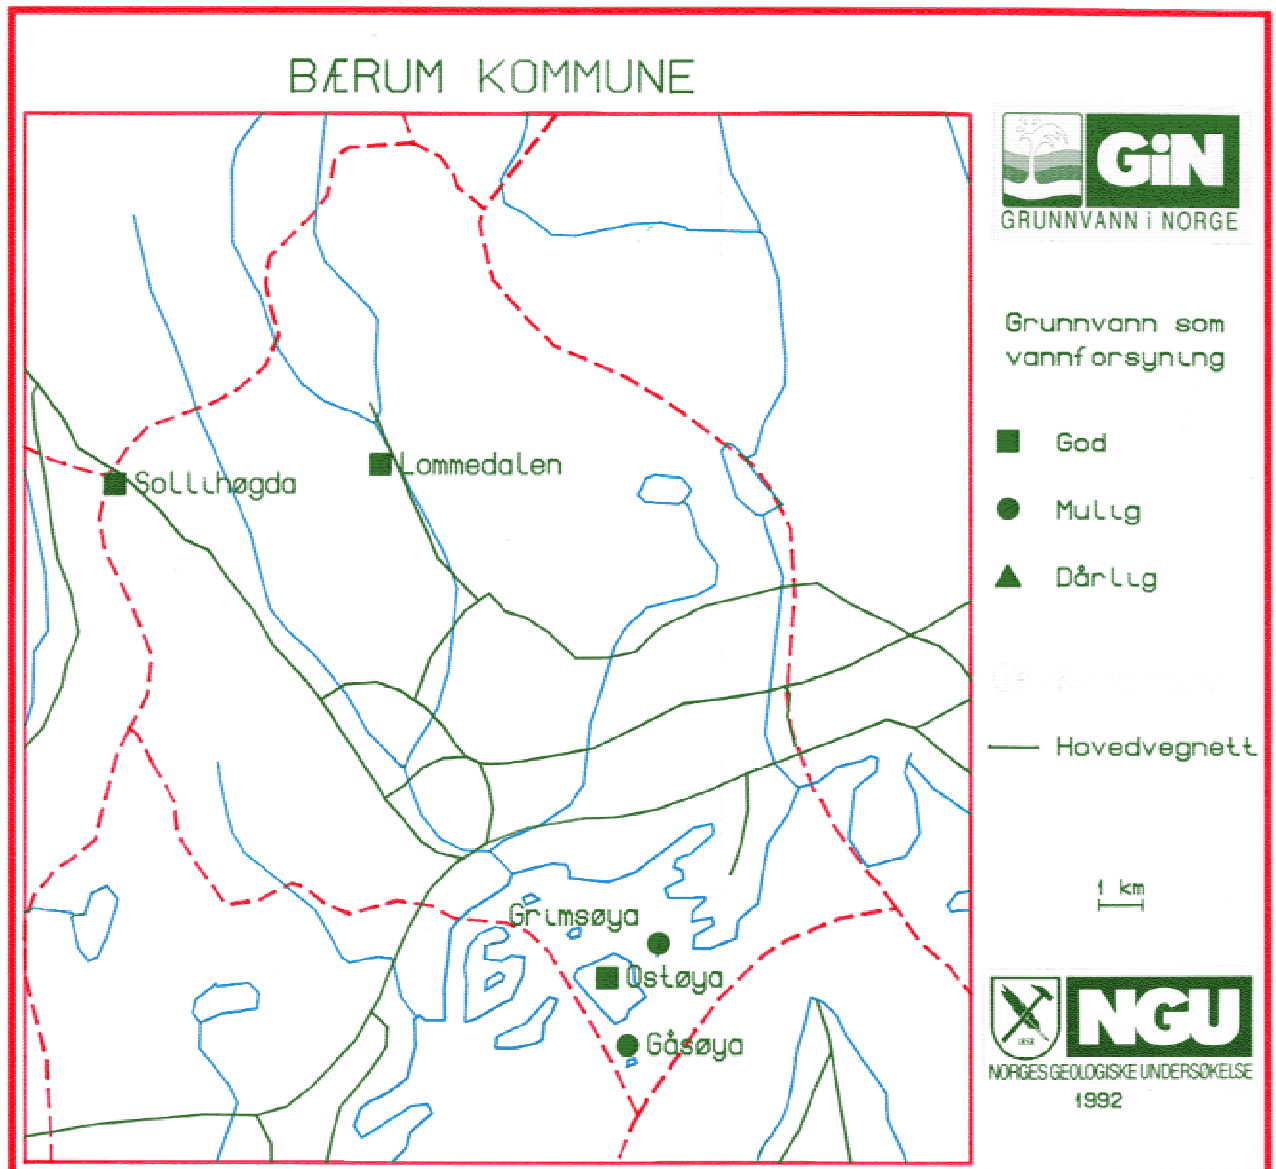 BÆRUM KOMMUNE
GiN
GRUNNVANN i NORGE
Grunnvann som
vannforsyning
God
Mulig
Dårlig
Hovedvegnett
1 km
Sollihøgda
Lommedalen
Grimsøya
Ostøya
Gåsøya
NGU
NORGES GEOLOGISKE UNDERSØKELSE
1992